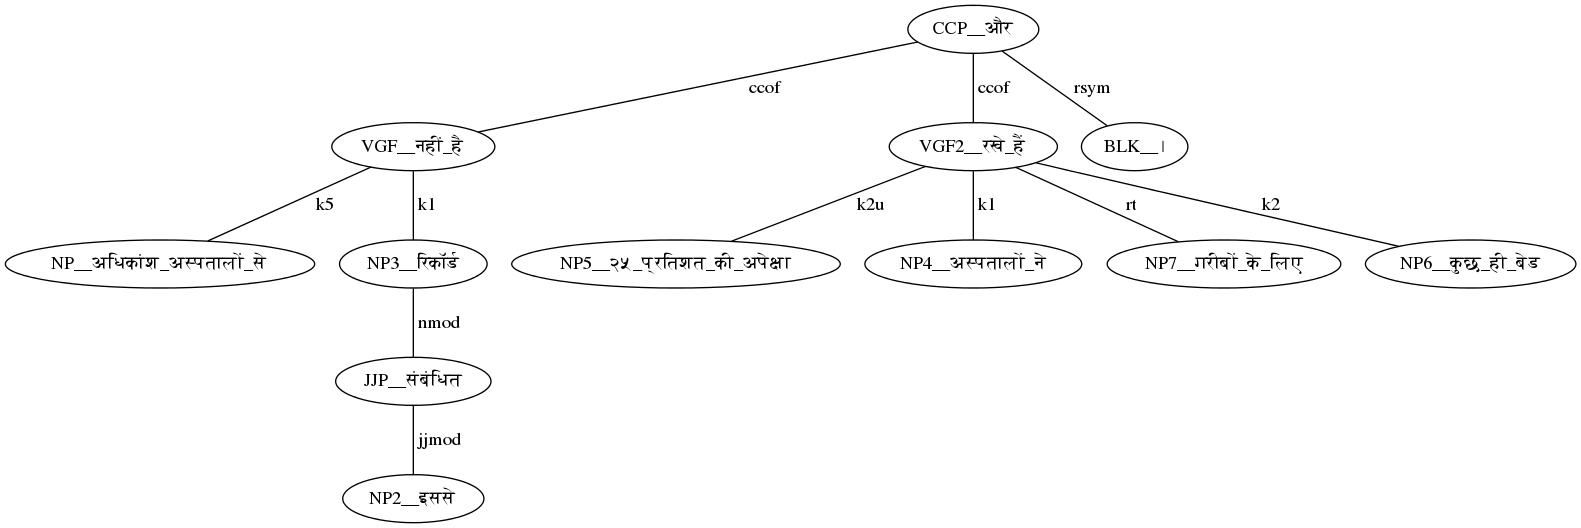 CCP__और
ccof ccof rsym
VGF__नहीं_है VGF2__रखे_हैं BLK__।
k5 k1 k2u k1 rt k2
NP__अधिकांश_अस्पतालों_से NP3__रिकॉर्ड NP5__२५_प्रतिशत_की_अपेक्षा NP4__अस्पतालों_ने NP7__गरीबों_के_लिए NP6__कुछ_ही_बेड
nmod
JJP__संबंधित
jjmod
NP2__इससे